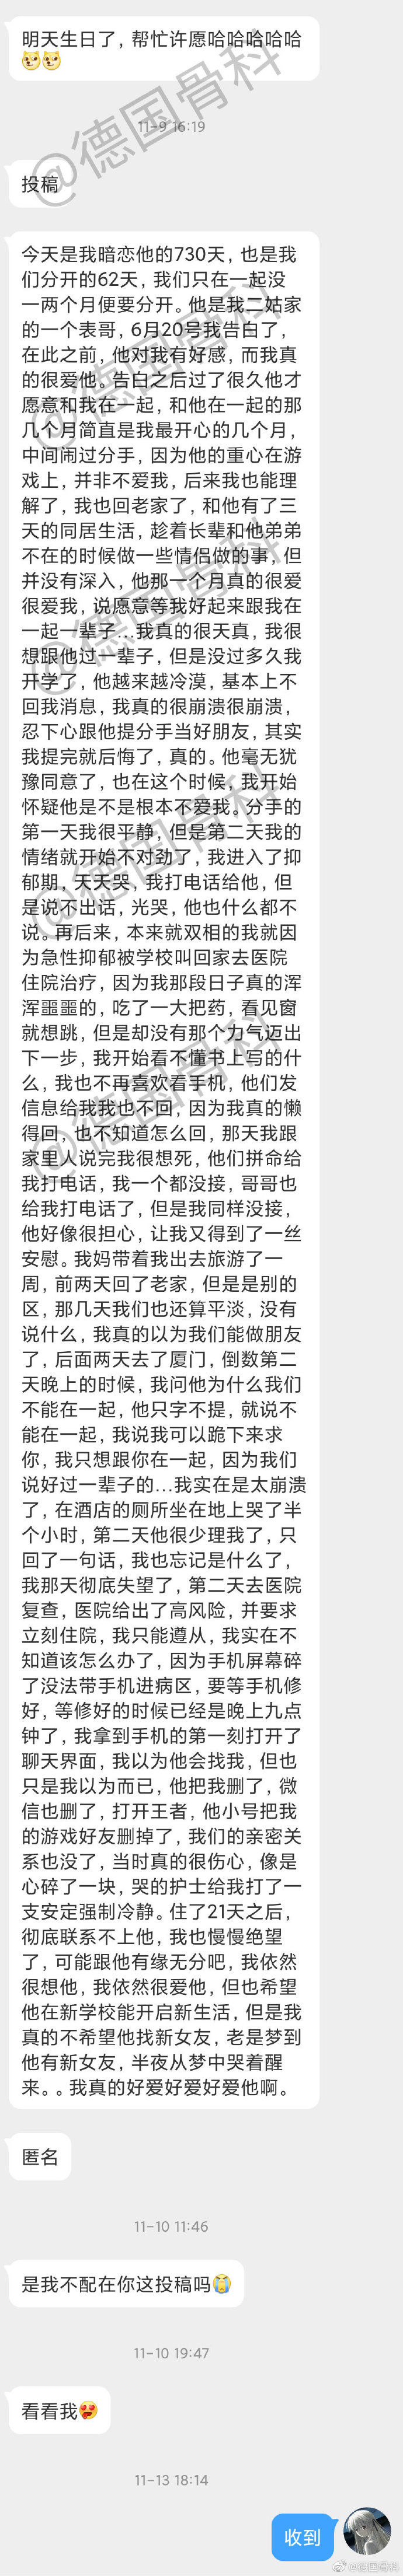 明天生日了，帮忙许愿哈哈哈哈哈
11-9 16:19
投稿
今天是我暗恋他的730天，也是我
们分开的62天，我们只在一起没
一两个月便要分开。他是我二姑家
的一个表哥，6月20号我告白了，
在此之前，他对我有好感，而我真
的很爱他。告白之后过了很久他才
愿意和我在一起，和他在一起的那
几个月简直是我最开心的几个月，
中间闹过分手，因为他的重心在游
戏上，并非不爱我，后来我也能理
解了，我也回老家了，和他有了三
天的同居生活，趁着长辈和他弟弟
不在的时候做一些情侣做的事，但
并没有深入，他那一个月真的很爱
很爱我，说愿意等我好起来跟我在
一起一辈子…我真的很天真，我很
想跟他过一辈子，但是没过多久我
开学了，他越来越冷漠，基本上不
回我消息，我真的很崩溃很崩溃，
忍下心跟他提分手当好朋友，其实
我提完就后悔了，真的。他毫无犹
豫同意了，也在这个时候，我开始
怀疑他是不是根本不爱我。分手的
第一天我很平静，但是第二天我的
情绪就开始不对劲了，我进入了抑
郁期，天天哭，我打电话给他，但
是说不出话，光哭，他也什么都不
说。再后来，本来就双相的我就因
为急性抑郁被学校叫回家去医院
住院治疗，因为我那段日子真的浑
浑噩噩的，吃了一大把药，看见窗
就想跳，但是却没有那个力气迈出
下一步，我开始看不懂书上写的什
么，我也不再喜欢看手机，他们发
信息给我我也不回，因为我真的懒
得回，也不知道怎么回，那天我跟
家里人说完我很想死，他们拼命给
我打电话，我一个都没接，哥哥也
给我打电话了，但是我同样没接，
他好像很担心，让我又得到了一丝
安慰。我妈带着我出去旅游了一
周，前两天回了老家，但是是别的
区，那几天我们也还算平淡，没有
说什么，我真的以为我们能做朋友
了，后面两天去了厦门，倒数第二
天晚上的时候，我问他为什么我们
不能在一起，他只字不提，就说不
能在一起，我说我可以跪下来求
你，我只想跟你在一起，因为我们
说好过一辈子的…我实在是太崩溃
了，在酒店的厕所坐在地上哭了半
个小时，第二天他很少理我了，只
回了一句话，我也忘记是什么了，
我那天彻底失望了，第二天去医院
复查，医院给出了高风险，并要求
立刻住院，我只能遵从，我实在不
知道该怎么办了，因为手机屏幕碎
了没法带手机进病区，要等手机修
好，等修好的时候已经是晚上九点
钟了，我拿到手机的第一刻打开了
聊天界面，我以为他会找我，但也
只是我以为而已，他把我删了，微
信也删了，打开王者，他小号把我
的游戏好友删掉了，我们的亲密关
系也没了，当时真的很伤心，像是
心碎了一块，哭的护士给我打了一
支安定强制冷静。住了21天之后，
彻底联系不上他，我也慢慢绝望
了，可能跟他有缘无分吧，我依然
很想他，我依然很爱他，但也希望
他在新学校能开启新生活，但是我
真的不希望他找新女友，老是梦到
他有新女友，半夜从梦中哭着醒
来。。我真的好爱好爱好爱他啊。
匿名
11-10 11:46
是我不配在你这投稿吗
11-10 19:47
看看我
11-13 18:14
收到
@德国骨科
@德国骨科
@德国骨科
@德国骨科
@德国骨科
@德国骨科